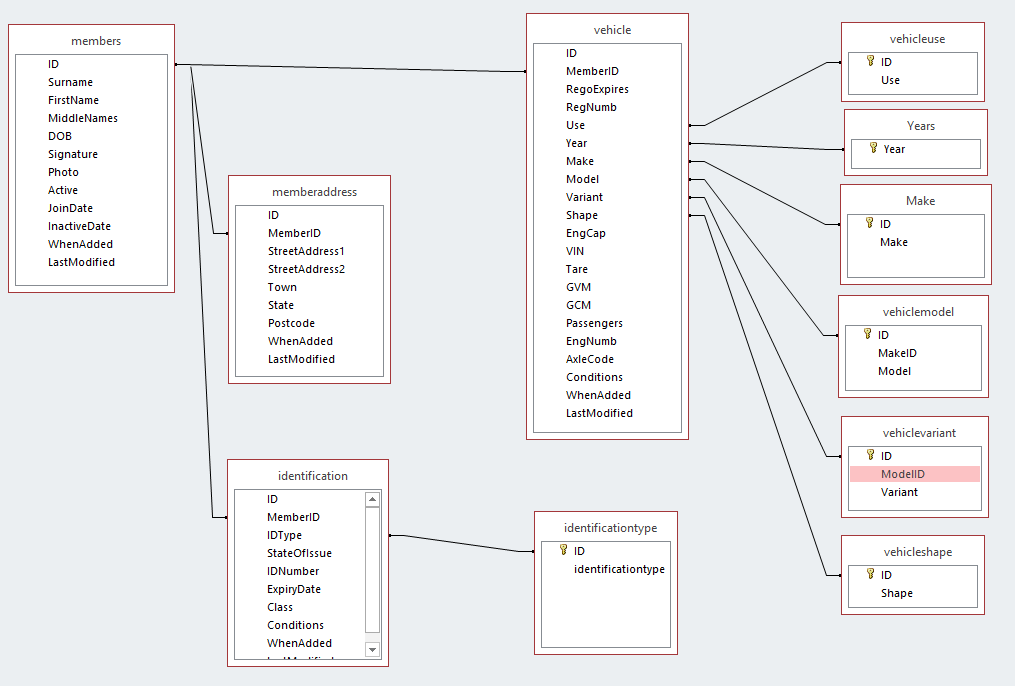 members
ID
Surname
FirstName
MiddleNames
DOB
Signature
Photo
Active
JoinDate
InactiveDate
WhenAdded
LastModified
memberaddress
ID
MemberID
StreetAddress1
StreetAddress2
Town
State
Postcode
WhenAdded
LastModified
identification
ID
MemberID
IDType
StateOfIssue
IDNumber
ExpiryDate
Class
Conditions
WhenAdded
vehicle
ID
MemberID
RegoExpires
RegNumb
Use
Year
Make
Model
Variant
Shape
EngCap
VIN
Tare
GVM
GCM
Passengers
EngNumb
AxleCode
Conditions
WhenAdded
LastModified
identificationtype
ID
identificationtype
vehicleuse
ID
Use
Years
Year
Make
ID
Make
vehiclemodel
ID
MakeID
Model
vehiclevariant
ID
ModelID
Variant
vehicleshape
ID
Shape